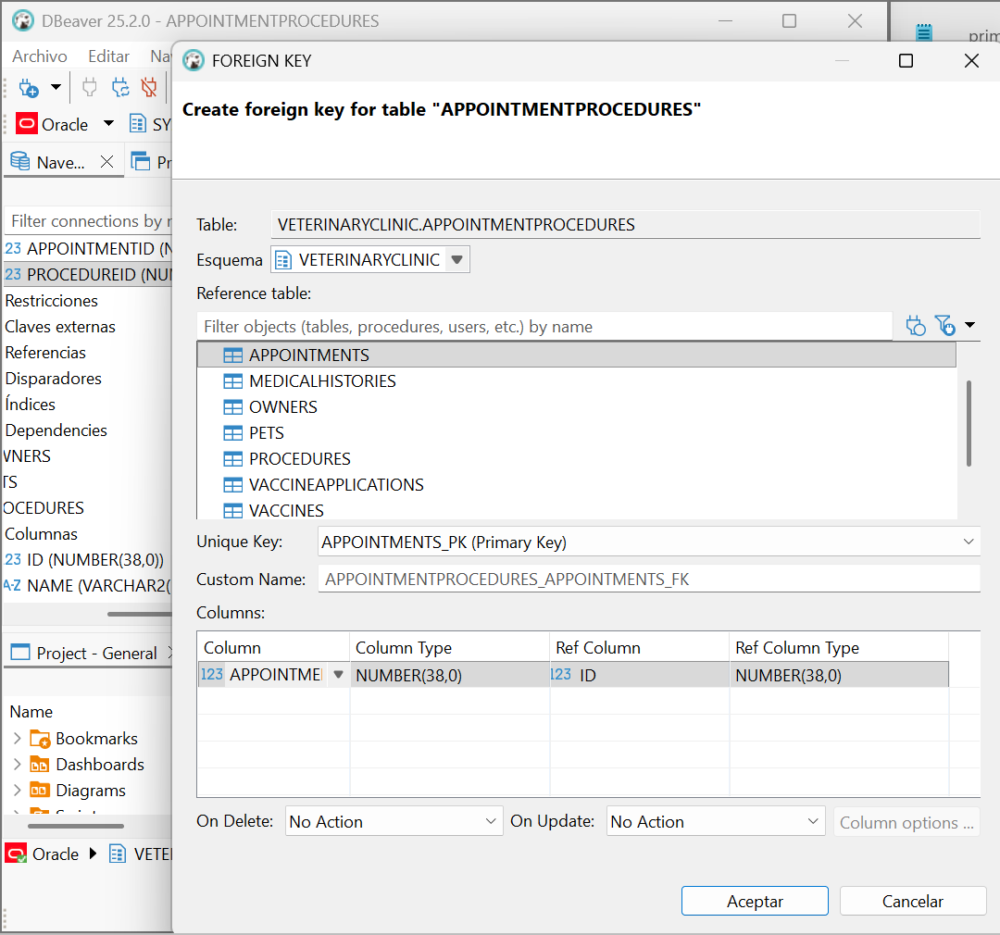 DBeaver 25.2.0 - APPOINTMENTPROCEDURES
Archivo Editar Na
prim
Oracle SY
Nave... Pr
Filter connections by n
123 APPOINTMENTID (N
123 PROCEDUREID (NUM
Restricciones
Claves externas
Referencias
Disparadores
Índices
Dependencies
WNERS
TS
OCEDURES
Columnas
123 ID (NUMBER(38,0))
A-Z NAME (VARCHAR2(
Project - General
Name
Bookmarks
Dashboards
Diagrams
Oracle VETE
FOREIGN KEY
Create foreign key for table "APPOINTMENTPROCEDURES"
Table: VETERINARYCLINIC.APPOINTMENTPROCEDURES
Esquema VETERINARYCLINIC
Reference table:
Filter objects (tables, procedures, users, etc.) by name
APPOINTMENTS
MEDICALHISTORIES
OWNERS
PETS
PROCEDURES
VACCINEAPPLICATIONS
VACCINES
Unique Key: APPOINTMENTS_PK (Primary Key)
Custom Name: APPOINTMENTPROCEDURES_APPOINTMENTS_FK
Columns:
Column Column Type Ref Column Ref Column Type
123 APPOINTME NUMBER(38,0) 123 ID NUMBER(38,0)
On Delete: No Action On Update: No Action Column options ...
Aceptar Cancelar